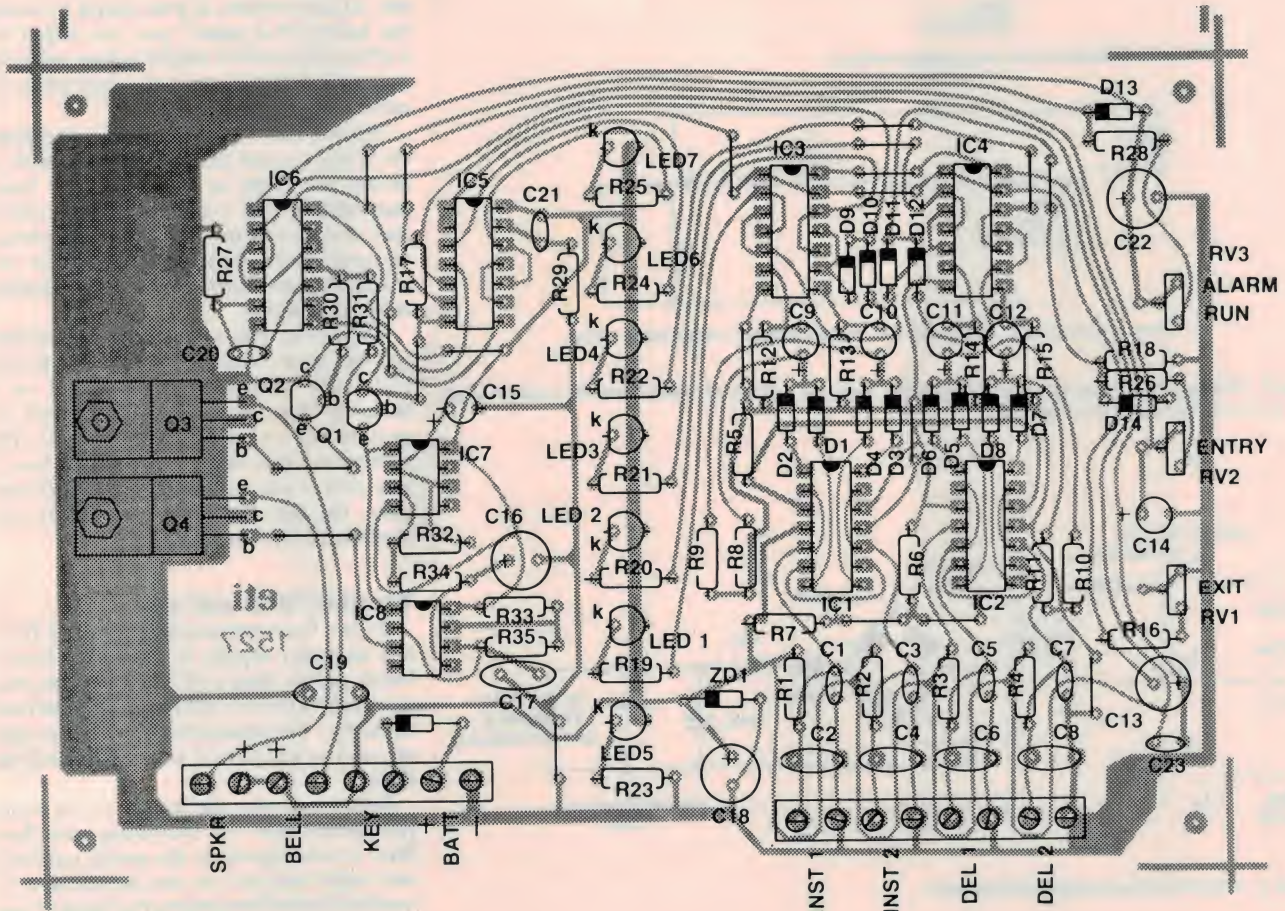 D13
R28
C22
RV3
ALARM
RUN
IC6
IC5
C21
k LED7
R25
IC3
IC4
D9
D10
D11
D12
R27
R30
R31
R17
R29
k LED6
R24
C20
k
LED4
R22
C9
C10
C11
C12
R12
R13
R14
R15
R18
R26
D14
e
Q3 c
b
Q2 c
b
e
c
b
Q1 e
C15
+
IC7
k
LED3
R21
R5
D2
D1
D4
D3
D6
D5
D8
D7
ENTRY
RV2
e
Q4 c
b
R32
R34
C16
+
LED 2
k
R20
R9
R8
R6
R11
R10
+
C14
IC1
IC2
EXIT
RV1
eti
1527
IC8
R33
R35
k
LED 1
R19
R7
R16
C19
C17
ZD1
R1
C1
R2
C3
R3
C5
R4
C7
+
C13
k
LED5
R23
C18
+
C2
C4
C6
C8
C23
+ +
SPKR
BELL
KEY
+
BATT
−
INST 1
INST 2
DEL 1
DEL 2